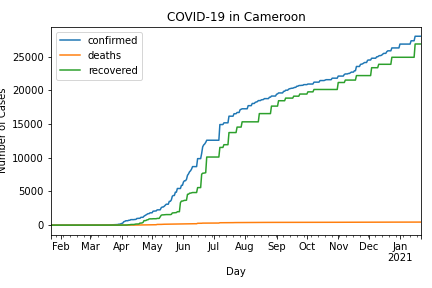 COVID-19 in Cameroon
confirmed
deaths
recovered
25000
20000
15000
10000
5000
0
Number of Cases
Feb Mar Apr May Jun Jul Aug Sep Oct Nov Dec Jan
2021
Day